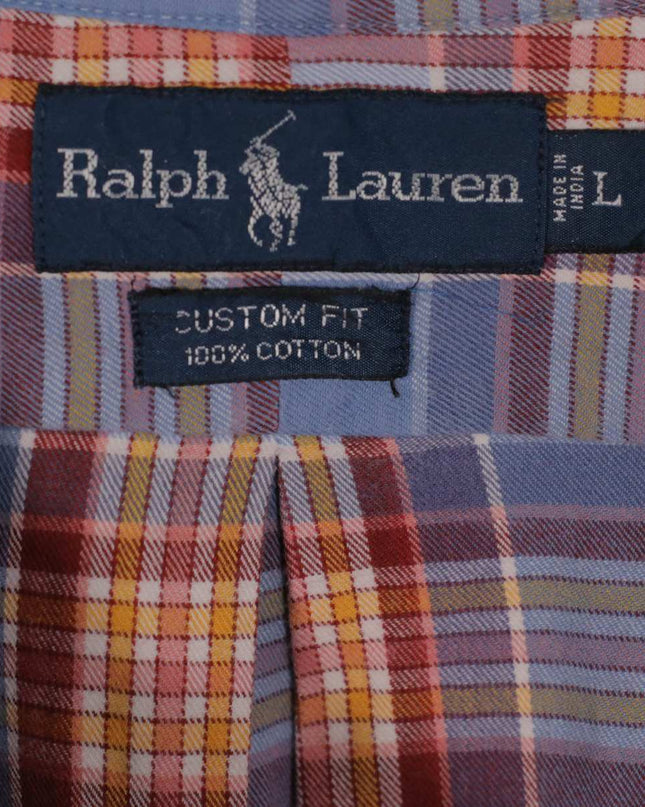 Ralph Lauren
MADE IN
INDIA
L
CUSTOM FIT
100% COTTON